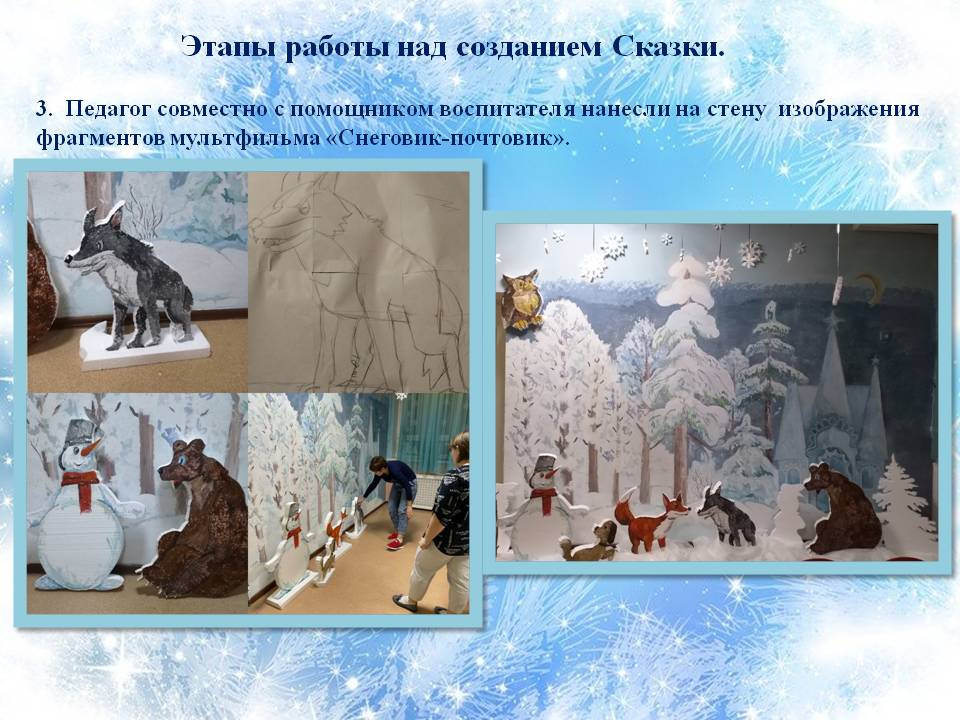 Этапы работы над созданием Сказки.
3. Педагог совместно с помощником воспитателя нанесли на стену изображения
фрагментов мультфильма «Снеговик-почтовик».